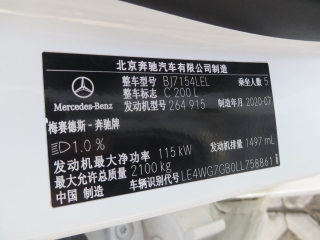 北京奔驰汽车有限公司制造
整车型号 BJ7154LEL 乘坐人数 5
整车标志 C 200 L
发动机型号 264 915 制造年月 2020-07
Mercedes-Benz
梅赛德斯-奔驰牌
1.0%
发动机最大净功率 115 kW 发动机排量 1497 mL
最大允许总质量 2100 kg
中国 制造 车辆识别代号 LE4WG7GB0LL758861